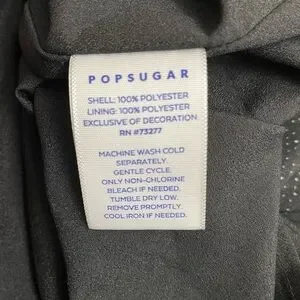 POPSUGAR
SHELL: 100% POLYESTER
LINING: 100% POLYESTER
EXCLUSIVE OF DECORATION
RN #73277
MACHINE WASH COLD
SEPARATELY.
GENTLE CYCLE.
ONLY NON-CHLORINE
BLEACH IF NEEDED.
TUMBLE DRY LOW.
REMOVE PROMPTLY
COOL IRON IF NEEDED.